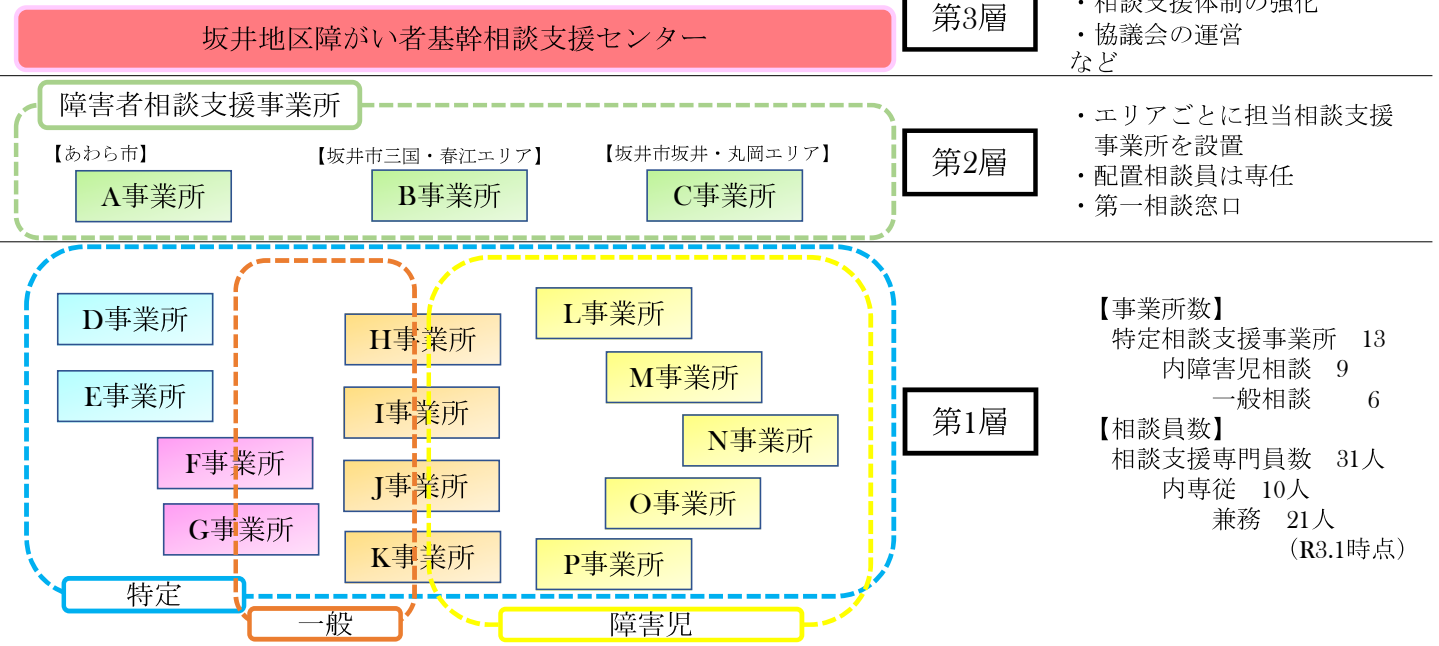 坂井地区障がい者基幹相談支援センター
第3層
・相談支援体制の強化
・協議会の運営
など
障害者相談支援事業所
【あわら市】
A事業所
【坂井市三国・春江エリア】
B事業所
【坂井市坂井・丸岡エリア】
C事業所
第2層
・エリアごとに担当相談支援
事業所を設置
・配置相談員は専任
・第一相談窓口
D事業所
E事業所
F事業所
G事業所
H事業所
I事業所
J事業所
K事業所
L事業所
M事業所
N事業所
O事業所
P事業所
特定
一般
障害児
第1層
【事業所数】
特定相談支援事業所　13
内障害児相談　9
一般相談　　6
【相談員数】
相談支援専門員数　31人
内専従　10人
兼務　21人
（R3.1時点）